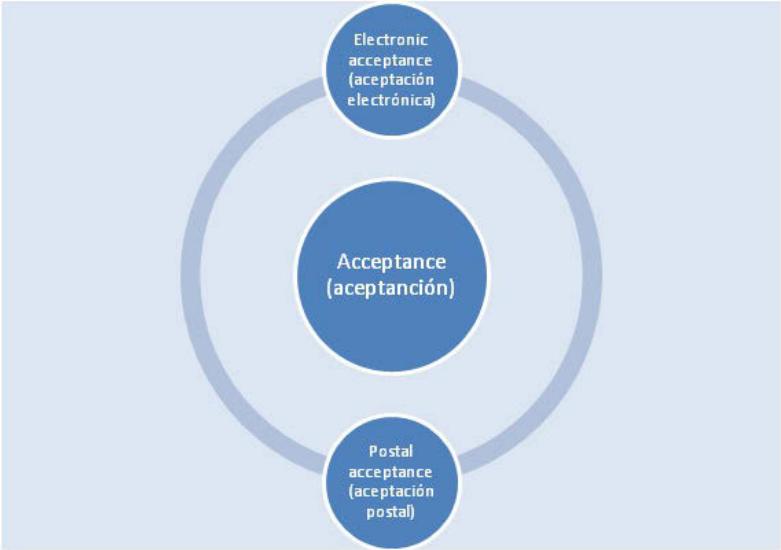 Electronic
acceptance
(aceptación
electrónica)
Acceptance
(aceptanción)
Postal
acceptance
(aceptación
postal)